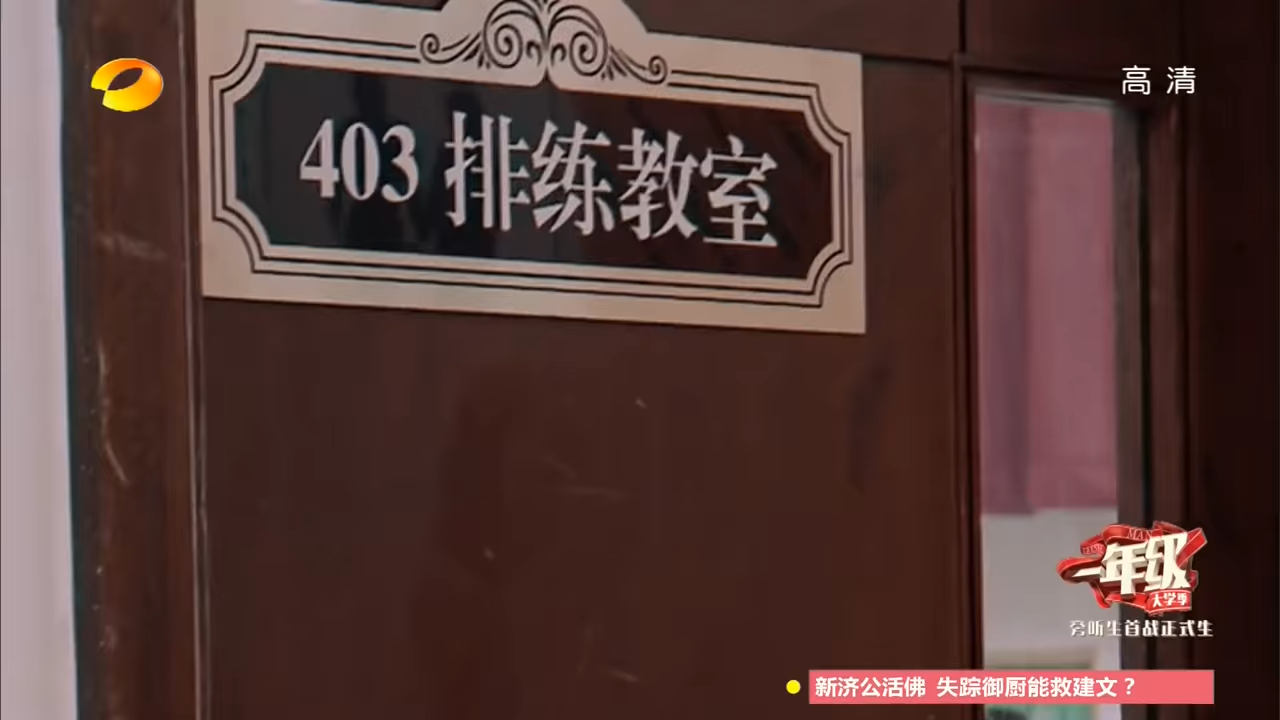 高清
403 排练教室
一年级
大学季
旁听生首战正式生
新济公活佛 失踪御厨能救建文？